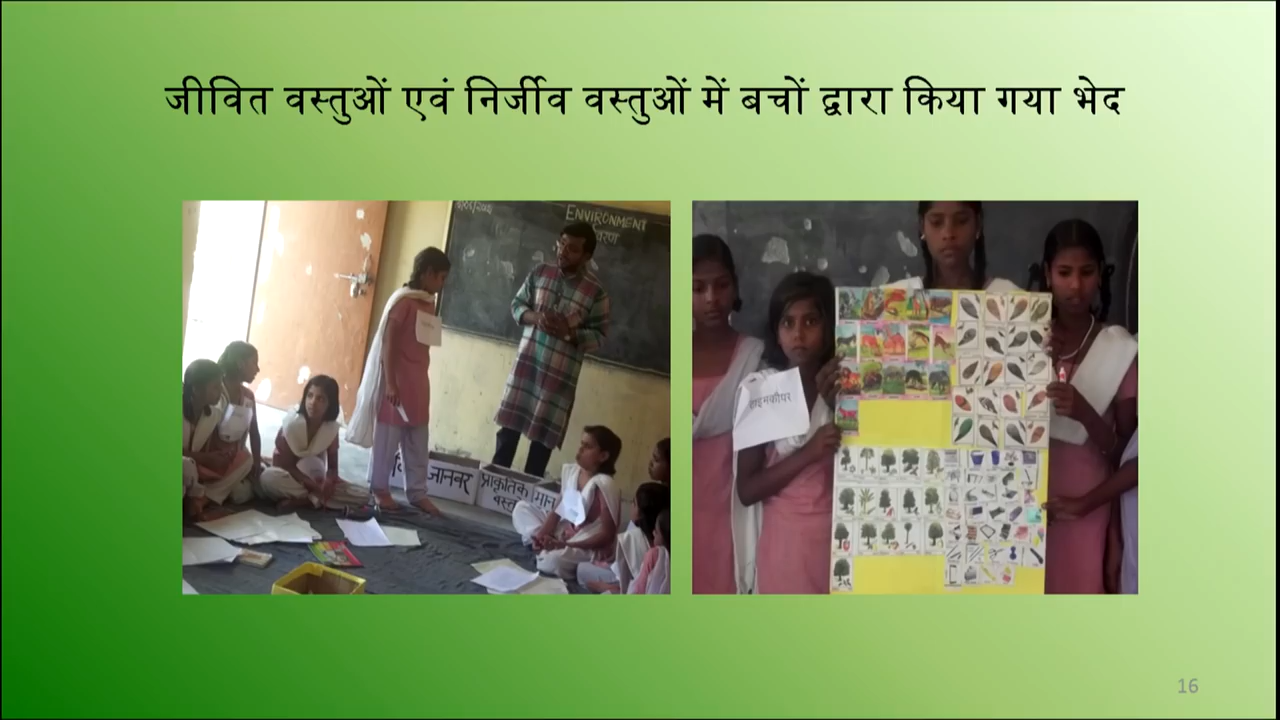 जीवित वस्तुओं एवं निर्जीव वस्तुओं में बचों द्वारा किया गया भेद
ENVIRONMENT
जानवर
प्राकृतिक
वस्तु
मान
16